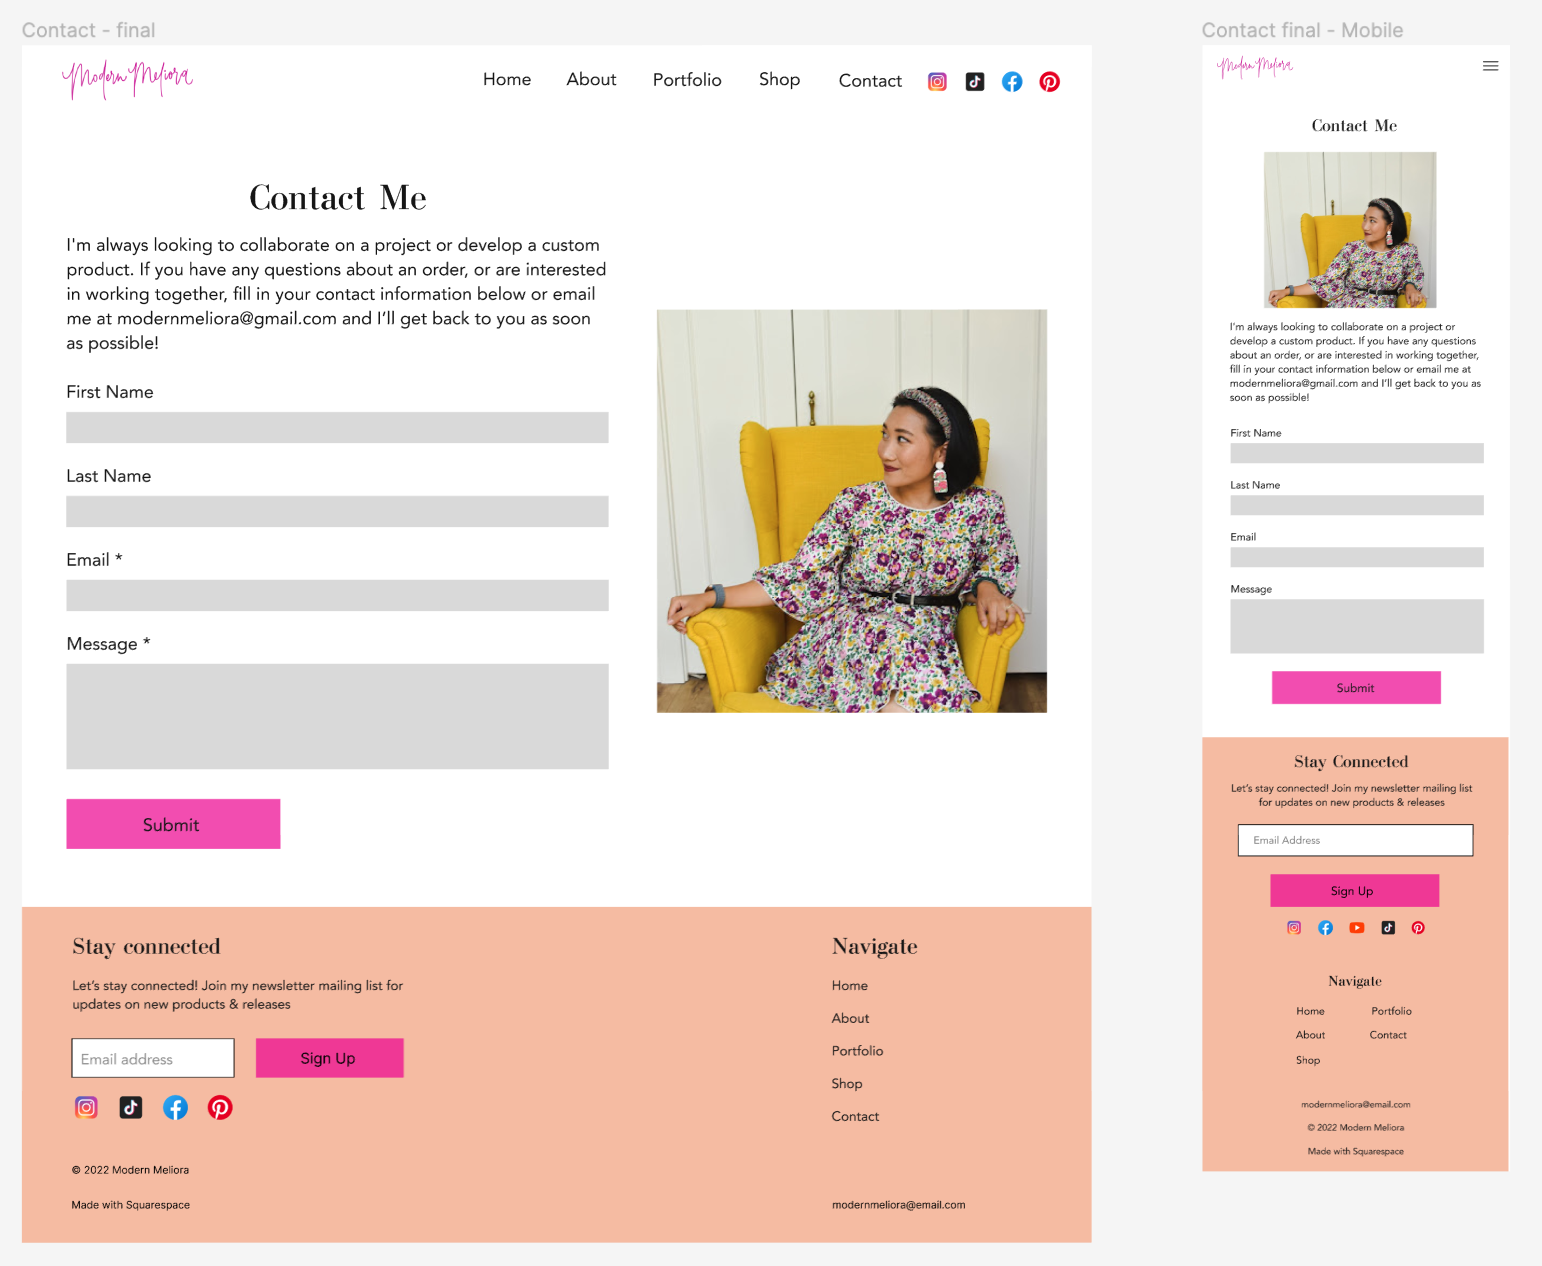 Contact - final
Modern Meliora
Home
About
Portfolio
Shop
Contact
Contact Me
I'm always looking to collaborate on a project or develop a custom
product. If you have any questions about an order, or are interested
in working together, fill in your contact information below or email
me at modernmeliora@gmail.com and I’ll get back to you as soon
as possible!
First Name
Last Name
Email *
Message *
Submit
Stay connected
Let’s stay connected! Join my newsletter mailing list for
updates on new products & releases
Email address
Sign Up
© 2022 Modern Meliora
Made with Squarespace
Navigate
Home
About
Portfolio
Shop
Contact
modernmeliora@email.com
Contact final - Mobile
Modern Meliora
Contact Me
I’m always looking to collaborate on a project or
develop a custom product. If you have any questions
about an order, or are interested in working together,
fill in your contact information below or email me at
modernmeliora@gmail.com and I’ll get back to you as
soon as possible!
First Name
Last Name
Email
Message
Submit
Stay Connected
Let’s stay connected! Join my newsletter mailing list
for updates on new products & releases
Email Address
Sign Up
Navigate
Home
Portfolio
About
Contact
Shop
modernmeliora@email.com
© 2022 Modern Meliora
Made with Squarespace